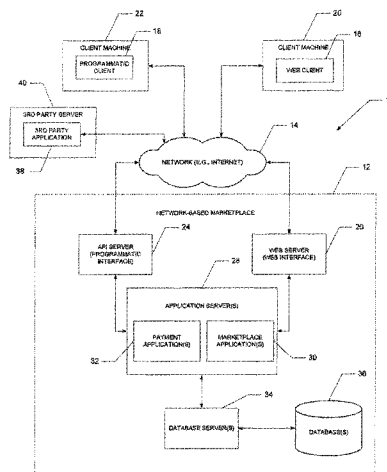 22
18
CLIENT MACHINE
PROGRAMMATIC
CLIENT
20
16
CLIENT MACHINE
WEB CLIENT
40
3RD PARTY SERVER
3RD PARTY
APPLICATION
38
14
NETWORK (E.G., INTERNET)
12
NETWORK-BASED MARKETPLACE
24
API SERVER
(PROGRAMMATIC
INTERFACE)
WEB SERVER
(WEB INTERFACE)
28
APPLICATION SERVER(S)
PAYMENT
APPLICATION(S)
MARKETPLACE
APPLICATION(S)
32
30
34
DATABASE SERVER(S)
36
DATABASE(S)